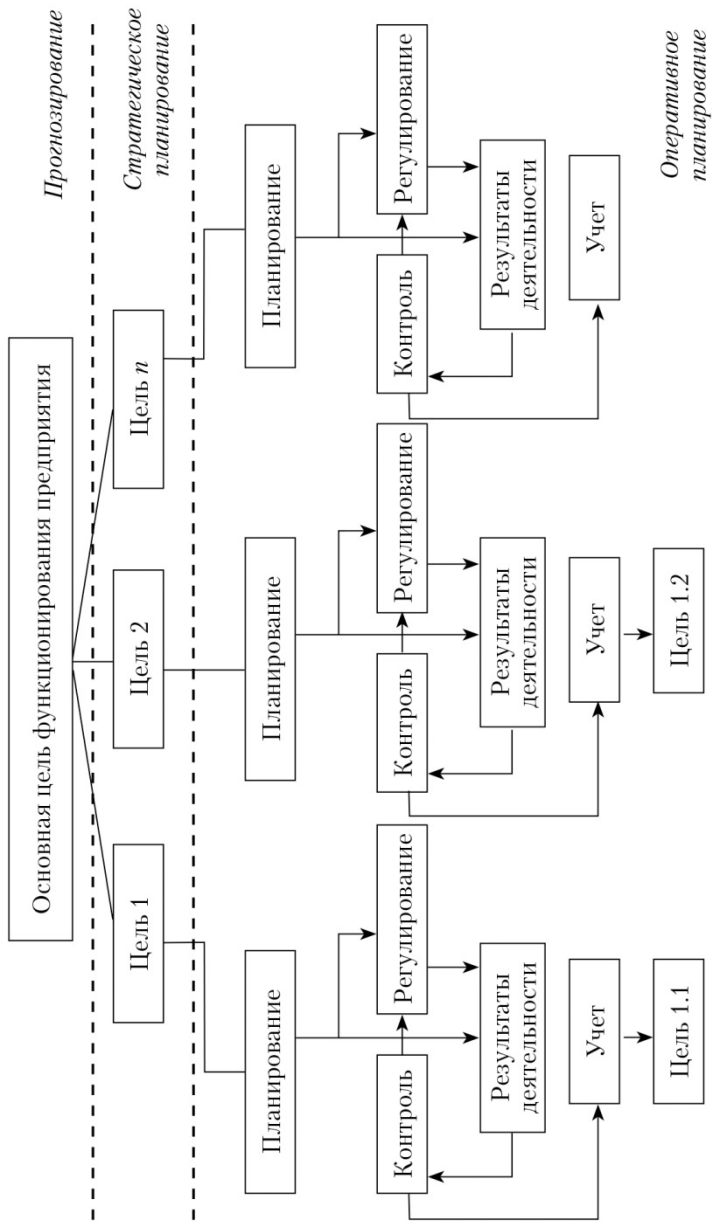 Основная цель функционирования предприятия
Прогнозирование
Цель 1
Цель 2
Цель n
Стратегическое
планирование
Планирование
Планирование
Планирование
Контроль
Регулирование
Контроль
Регулирование
Контроль
Регулирование
Результаты
деятельности
Результаты
деятельности
Результаты
деятельности
Учет
Учет
Учет
Цель 1.1
Цель 1.2
Оперативное
планирование